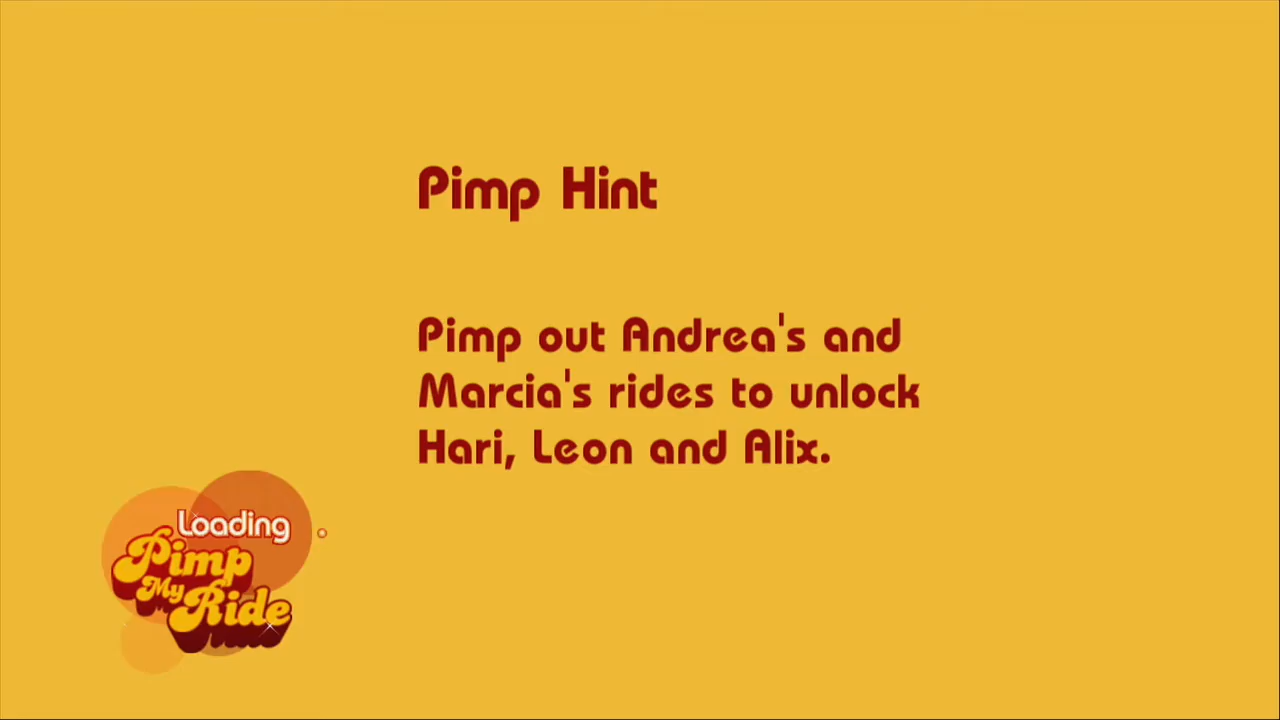 Pimp Hint
Pimp out Andrea's and
Marcia's rides to unlock
Hari, Leon and Alix.
Loading
Pimp
My
Ride